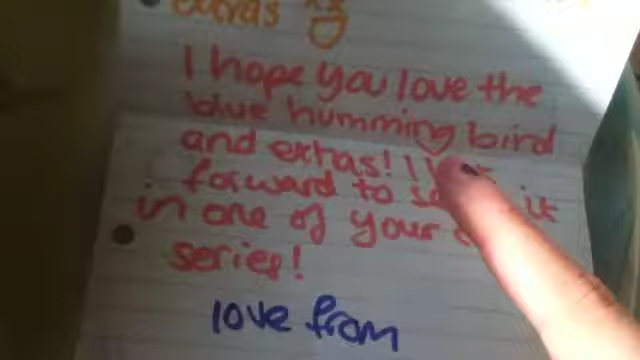 extras
I hope you love the
blue humming bird
and extras! I
forward to it
in one of your
series!
love from